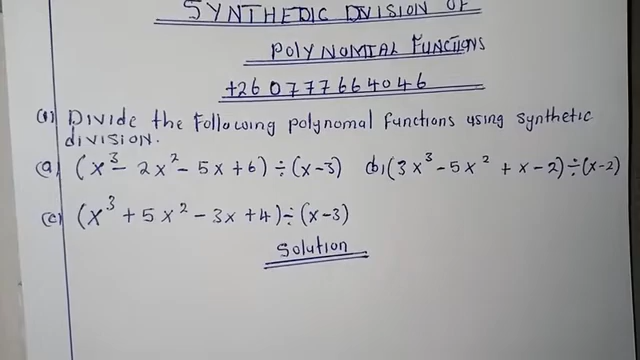 SYNTHEDIC DIVISION OF
POLYNOMIAL FUNCTIONS
+260777664046
(1) Divide the following polynomal functions using synthetic
division.
(a) (x³ - 2x² - 5x + 6) ÷ (x - 3) (b) (3x³ - 5x² + x - 2) ÷ (x - 2)
(c) (x³ + 5x² - 3x + 4) ÷ (x - 3)
Solution